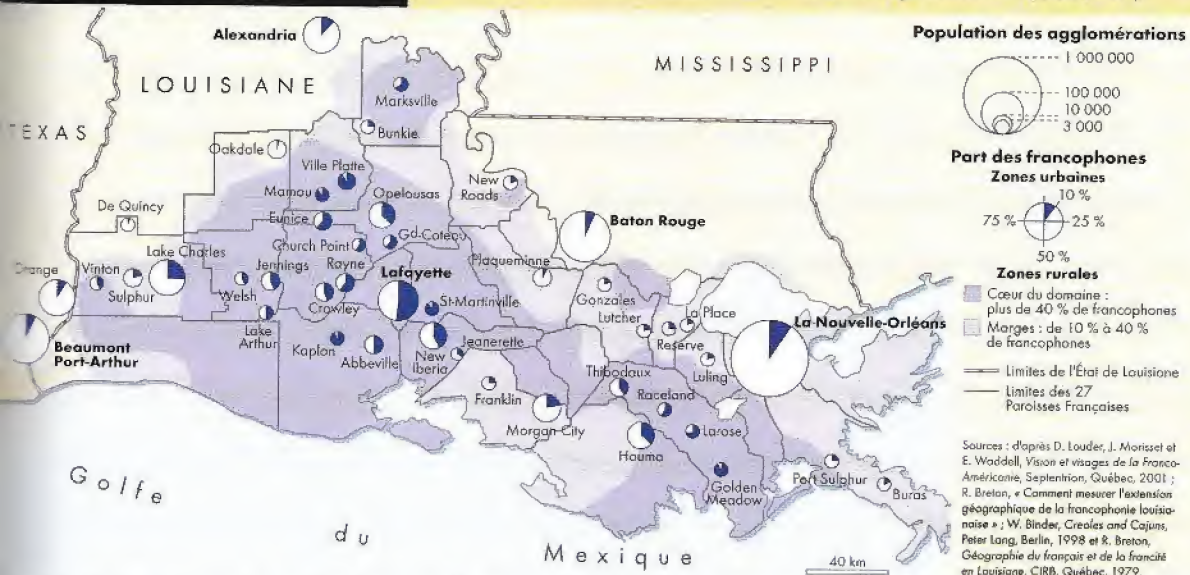 Alexandria
LOUISIANE
MISSISSIPPI
TEXAS
Marksville
Bunkie
Oakdale
Ville Platte
Mamou
Opelousas
New
Roads
De Quincy
Eunice
Gd-Coteau
Baton Rouge
Church Point
Lake Charles
Plaqueminne
Orange
Vinton
Sulphur
Welsh
Jennings
Rayne
Lafayette
Crowley
St-Martinville
Gonzales
Lutcher
La Place
La Nouvelle-Orléans
Lake
Arthur
Kaplon
Abbeville
New
Iberia
Jeanerette
Reserve
Luling
Beaumont
Port-Arthur
Thibodaux
Raceland
Franklin
Morgan City
Larose
Houma
Golden
Meadow
Port Sulphur
Buras
Golfe
du
Mexique
40 km
Population des agglomérations
1 000 000
100 000
10 000
3 000
Part des francophones
Zones urbaines
10 %
75 %
25 %
50 %
Zones rurales
Cœur du domaine :
plus de 40 % de francophones
Marges : de 10 % à 40 %
de francophones
Limites de l'État de Louisiane
Limites des 27
Paroisses Françaises
Sources : d'après D. Louder, J. Morisset et
E. Waddell, Vision et visages de la Franco-
Américanie, Septentrion, Québec, 2001 ;
R. Breton, « Comment mesurer l'extension
géographique de la francophonie louisia-
naise » ; W. Binder, Creoles and Cajuns,
Peter Lang, Berlin, 1998 et R. Breton,
Géographie du français et de la francité
en Louisiane, CIRB, Québec, 1979